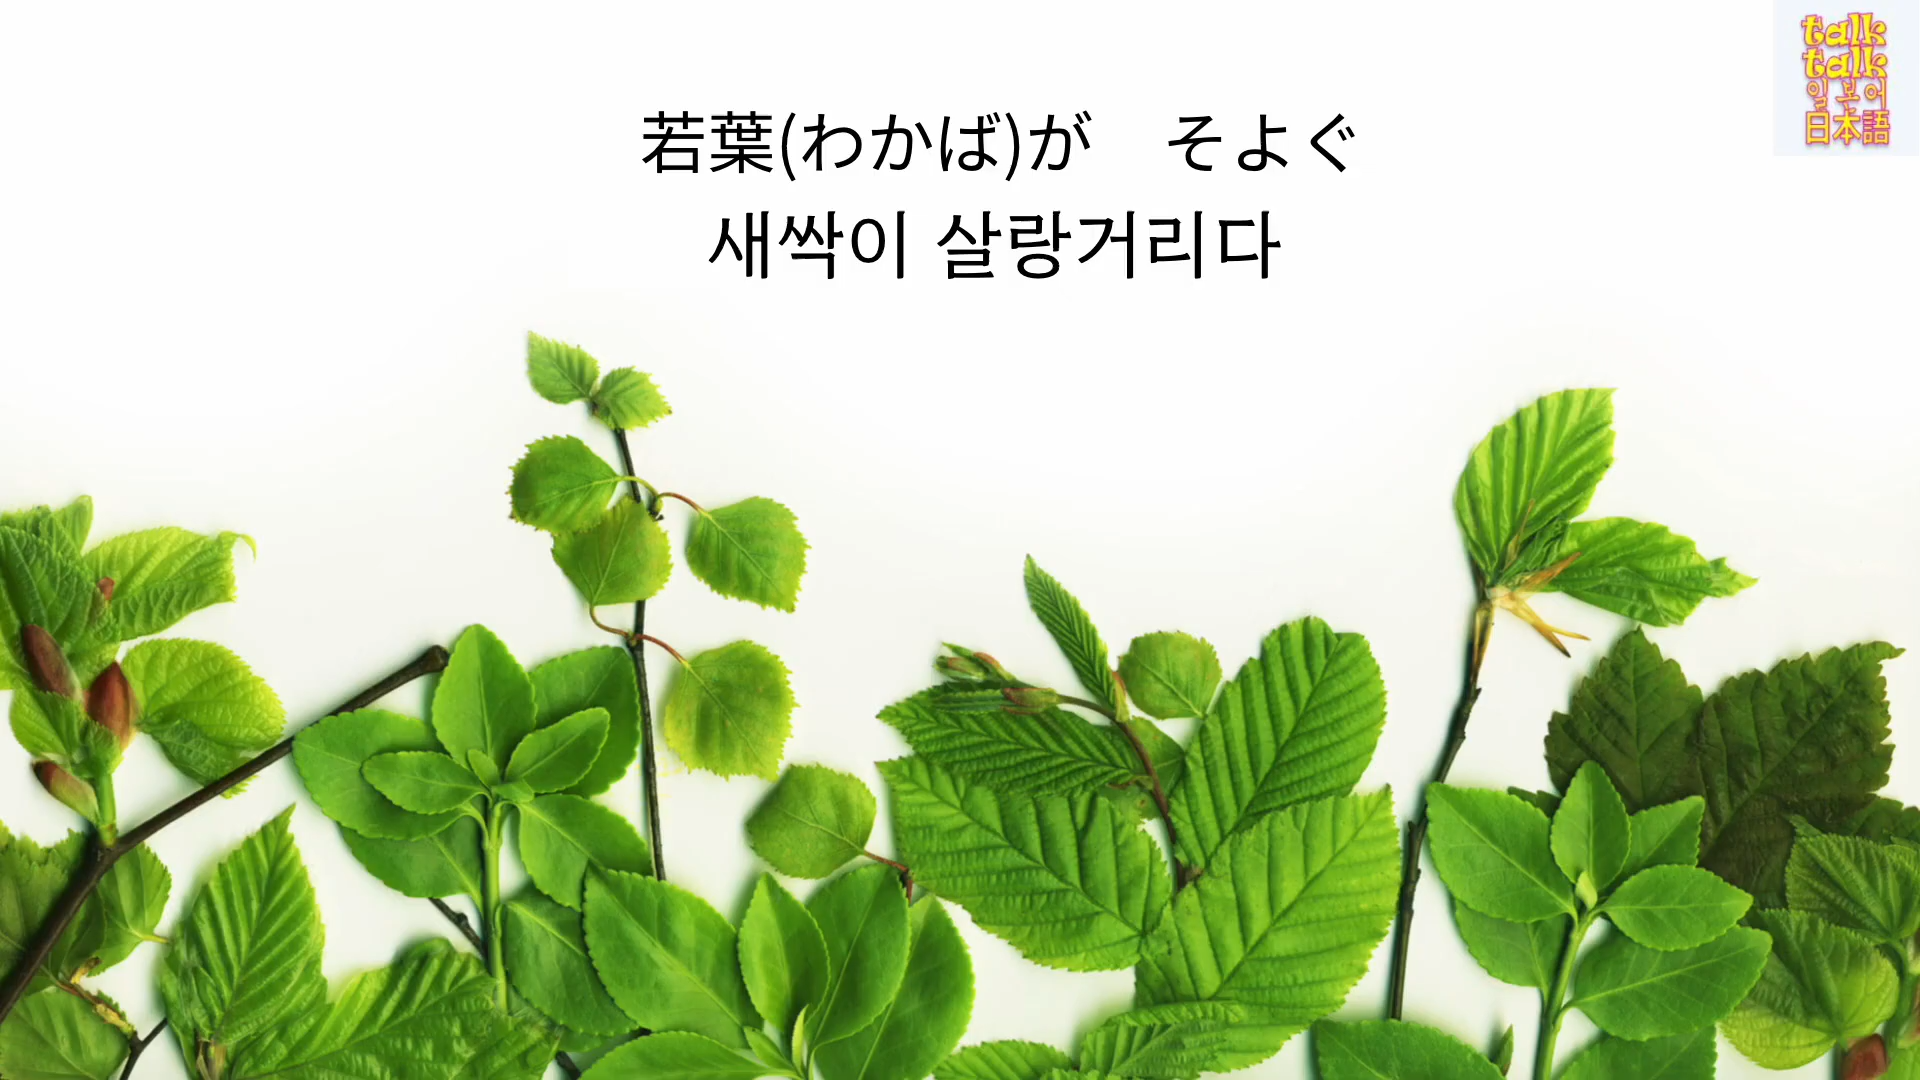 若葉(わかば)が　そよぐ
새싹이 살랑거리다
talk
talk
일본어
日本語